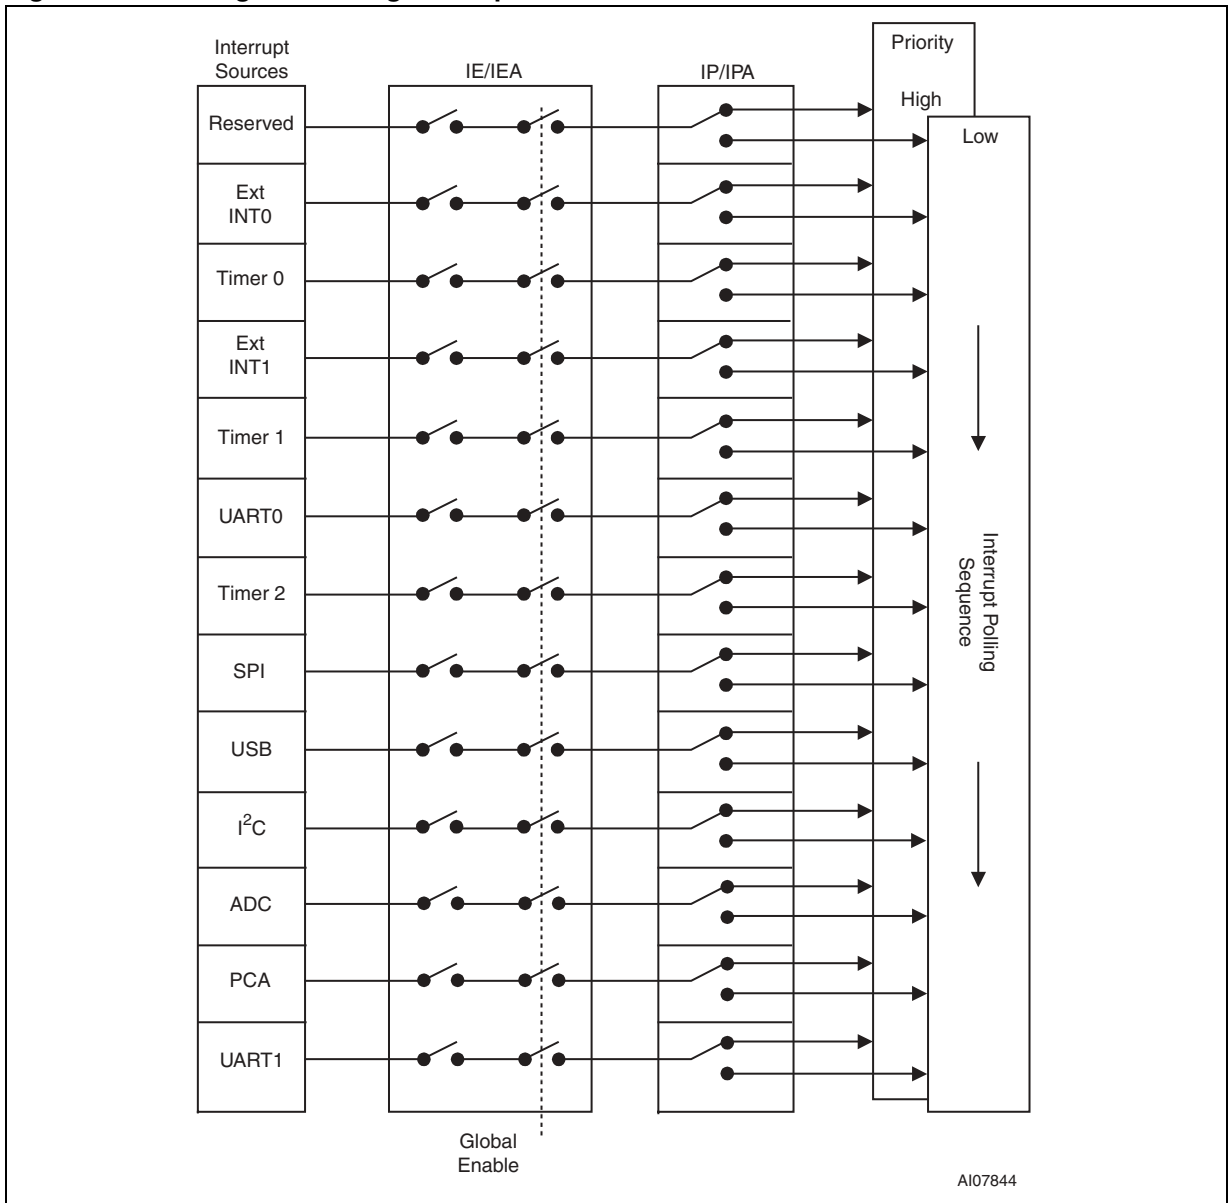 Interrupt
Sources
IE/IEA
IP/IPA
Priority
High
Low
Reserved
Ext
INT0
Timer 0
Ext
INT1
Timer 1
UART0
Timer 2
SPI
USB
I²C
ADC
PCA
UART1
Interrupt Polling
Sequence
Global
Enable
AI07844